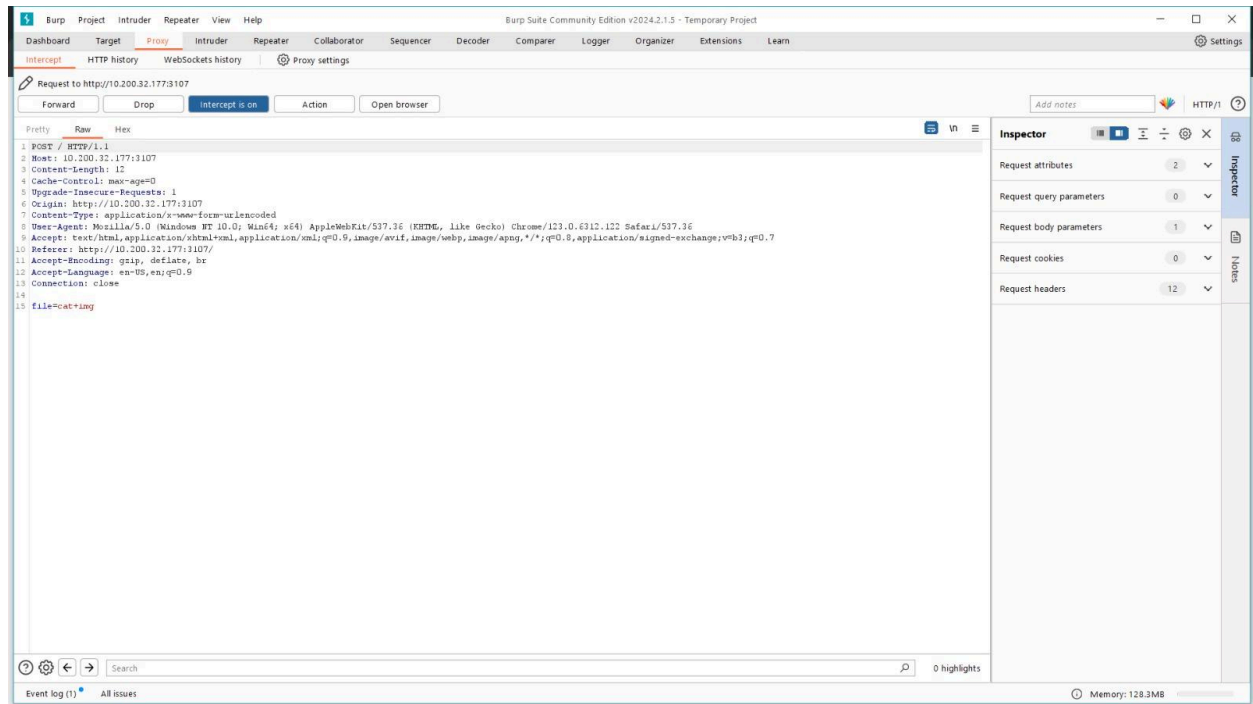 Burp Project Intruder Repeater View Help Burp Suite Community Edition v2024.2.1.5 - Temporary Project
Dashboard Target Proxy Intruder Repeater Collaborator Sequencer Decoder Comparer Logger Organizer Extensions Learn Settings
Intercept HTTP history WebSockets history Proxy settings
Request to http://10.200.32.177:3107
Forward Drop Intercept is on Action Open browser Add notes HTTP/1
Pretty Raw Hex \n
Inspector
1 POST / HTTP/1.1
2 Host: 10.200.32.177:3107
3 Content-Length: 12
4 Cache-Control: max-age=0
5 Upgrade-Insecure-Requests: 1
6 Origin: http://10.200.32.177:3107
7 Content-Type: application/x-www-form-urlencoded
8 User-Agent: Mozilla/5.0 (Windows NT 10.0; Win64; x64) AppleWebKit/537.36 (KHTML, like Gecko) Chrome/123.0.6312.122 Safari/537.36
9 Accept: text/html,application/xhtml+xml,application/xml;q=0.9,image/avif,image/webp,image/apng,*/*;q=0.8,application/signed-exchange;v=b3;q=0.7
10 Referer: http://10.200.32.177:3107/
11 Accept-Encoding: gzip, deflate, br
12 Accept-Language: en-US,en;q=0.9
13 Connection: close
14
15 file=cat+img
Request attributes 2
Request query parameters 0
Request body parameters 1
Request cookies 0
Request headers 12
Inspector
Notes
Search 0 highlights
Event log (1) All issues Memory: 128.3MB